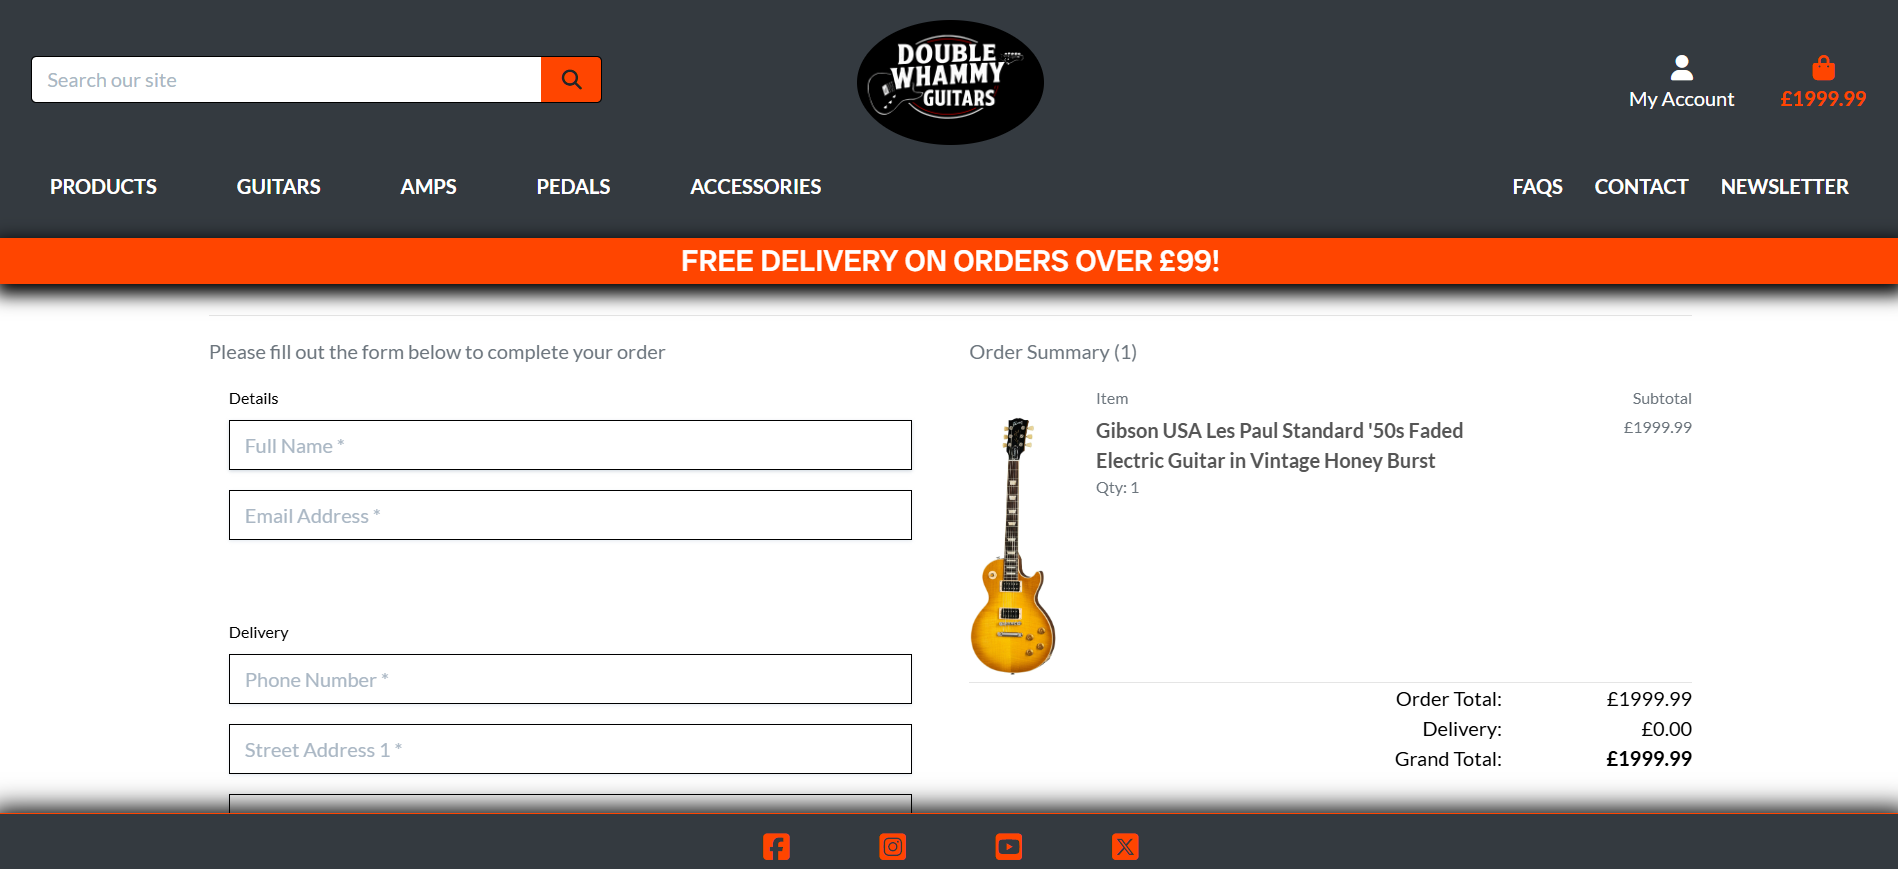 Search our site
DOUBLE
WHAMMY
GUITARS
My Account
£1999.99
PRODUCTS
GUITARS
AMPS
PEDALS
ACCESSORIES
FAQS
CONTACT
NEWSLETTER
FREE DELIVERY ON ORDERS OVER £99!
Please fill out the form below to complete your order
Details
Full Name *
Email Address *
Delivery
Phone Number *
Street Address 1 *
Order Summary (1)
Item
Subtotal
Gibson USA Les Paul Standard '50s Faded
Electric Guitar in Vintage Honey Burst
£1999.99
Qty: 1
Order Total: £1999.99
Delivery: £0.00
Grand Total: £1999.99